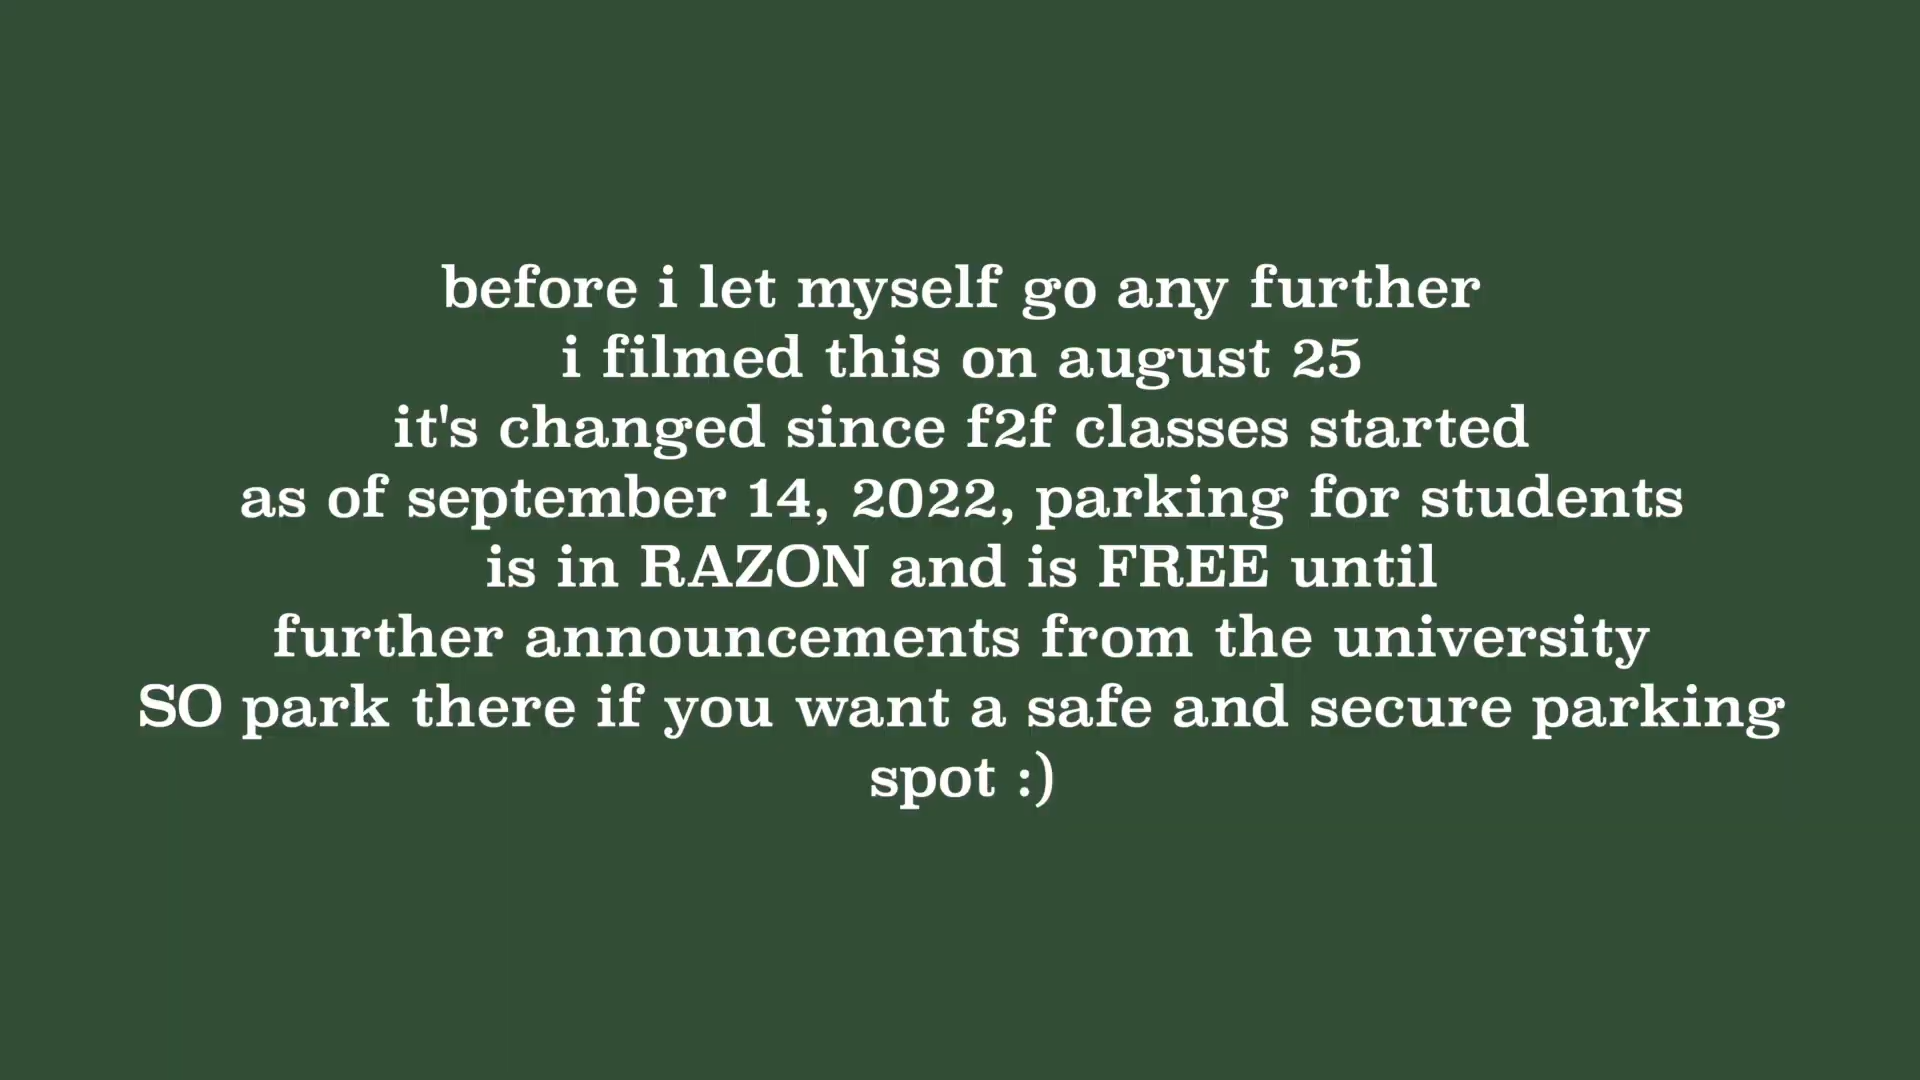 before i let myself go any further
i filmed this on august 25
it's changed since f2f classes started
as of september 14, 2022, parking for students
is in RAZON and is FREE until
further announcements from the university
SO park there if you want a safe and secure parking
spot :)